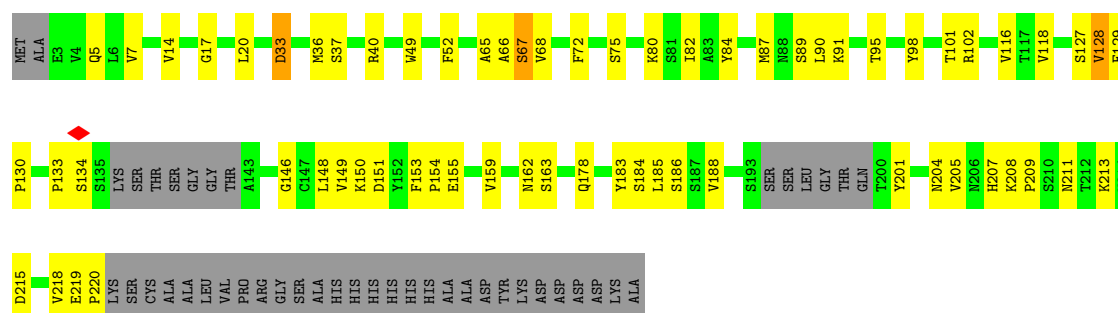 MET ALA E3 V4 Q5 L6 V7 V14 G17 L20 D33 M36 S37 R40 W49 F52 A65 A66 S67 V68 F72 S75 K80 S81 I82 A83 Y84 M87 N88 S89 L90 K91 T95 Y98 T101 R102 V116 T117 V118 S127 V128 F129
P130 P133 S134 S135 LYS SER THR SER GLY GLY THR A143 G146 C147 L148 V149 K150 D151 Y152 F153 P154 E155 V159 N162 S163 Q178 Y183 S184 L185 S186 S187 V188 S193 SER SER LEU GLY THR GLN T200 Y201 N204 V205 N206 H207 K208 P209 S210 N211 T212 K213
D215 V218 E219 P220 LYS SER CYS ALA ALA LEU VAL PRO ARG GLY SER ALA HIS HIS HIS HIS HIS HIS ALA ALA ASP TYR LYS ASP ASP ASP ASP LYS ALA